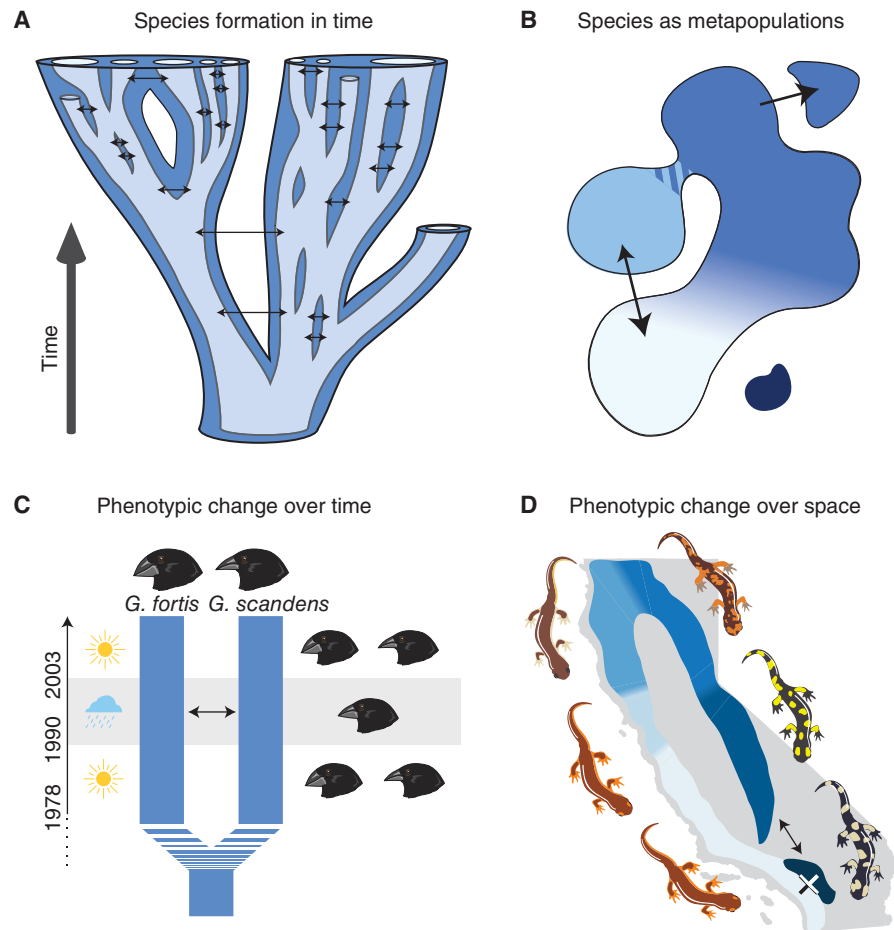 A Species formation in time
B Species as metapopulations
Time
C Phenotypic change over time
D Phenotypic change over space
G. fortis G. scandens
2003
1990
1978